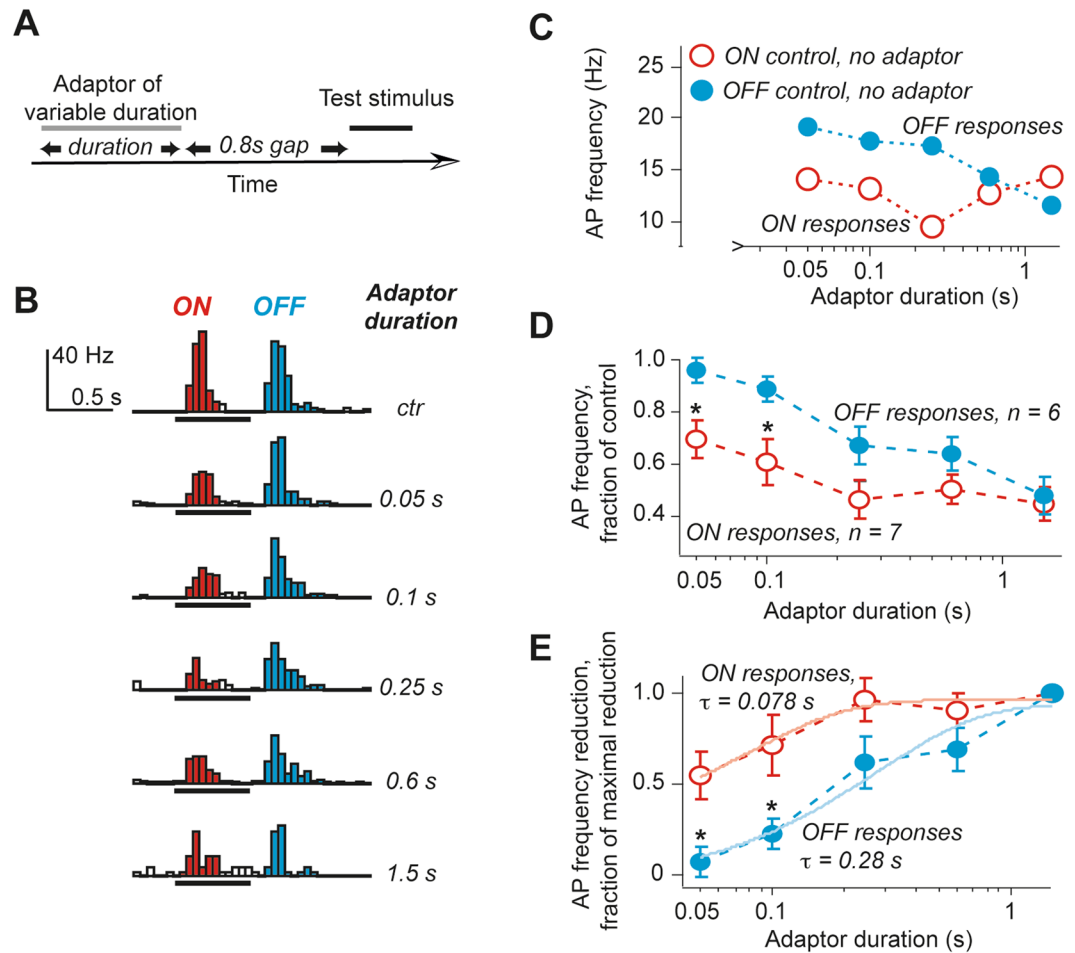 A
Adaptor of
variable duration
Test stimulus
duration
0.8s gap
Time
B
ON OFF Adaptor
duration
40 Hz
0.5 s
ctr
0.05 s
0.1 s
0.25 s
0.6 s
1.5 s
C
AP frequency (Hz)
25
20
15
10
ON control, no adaptor
OFF control, no adaptor
OFF responses
ON responses
0.05 0.1 1
Adaptor duration (s)
D
AP frequency,
fraction of control
1.0
0.8
0.6
0.4
*
*
OFF responses, n = 6
ON responses, n = 7
0.05 0.1 1
Adaptor duration (s)
E
AP frequency reduction,
fraction of maximal reduction
1.0
0.5
0
ON responses,
τ = 0.078 s
*
*
OFF responses
τ = 0.28 s
0.05 0.1 1
Adaptor duration (s)